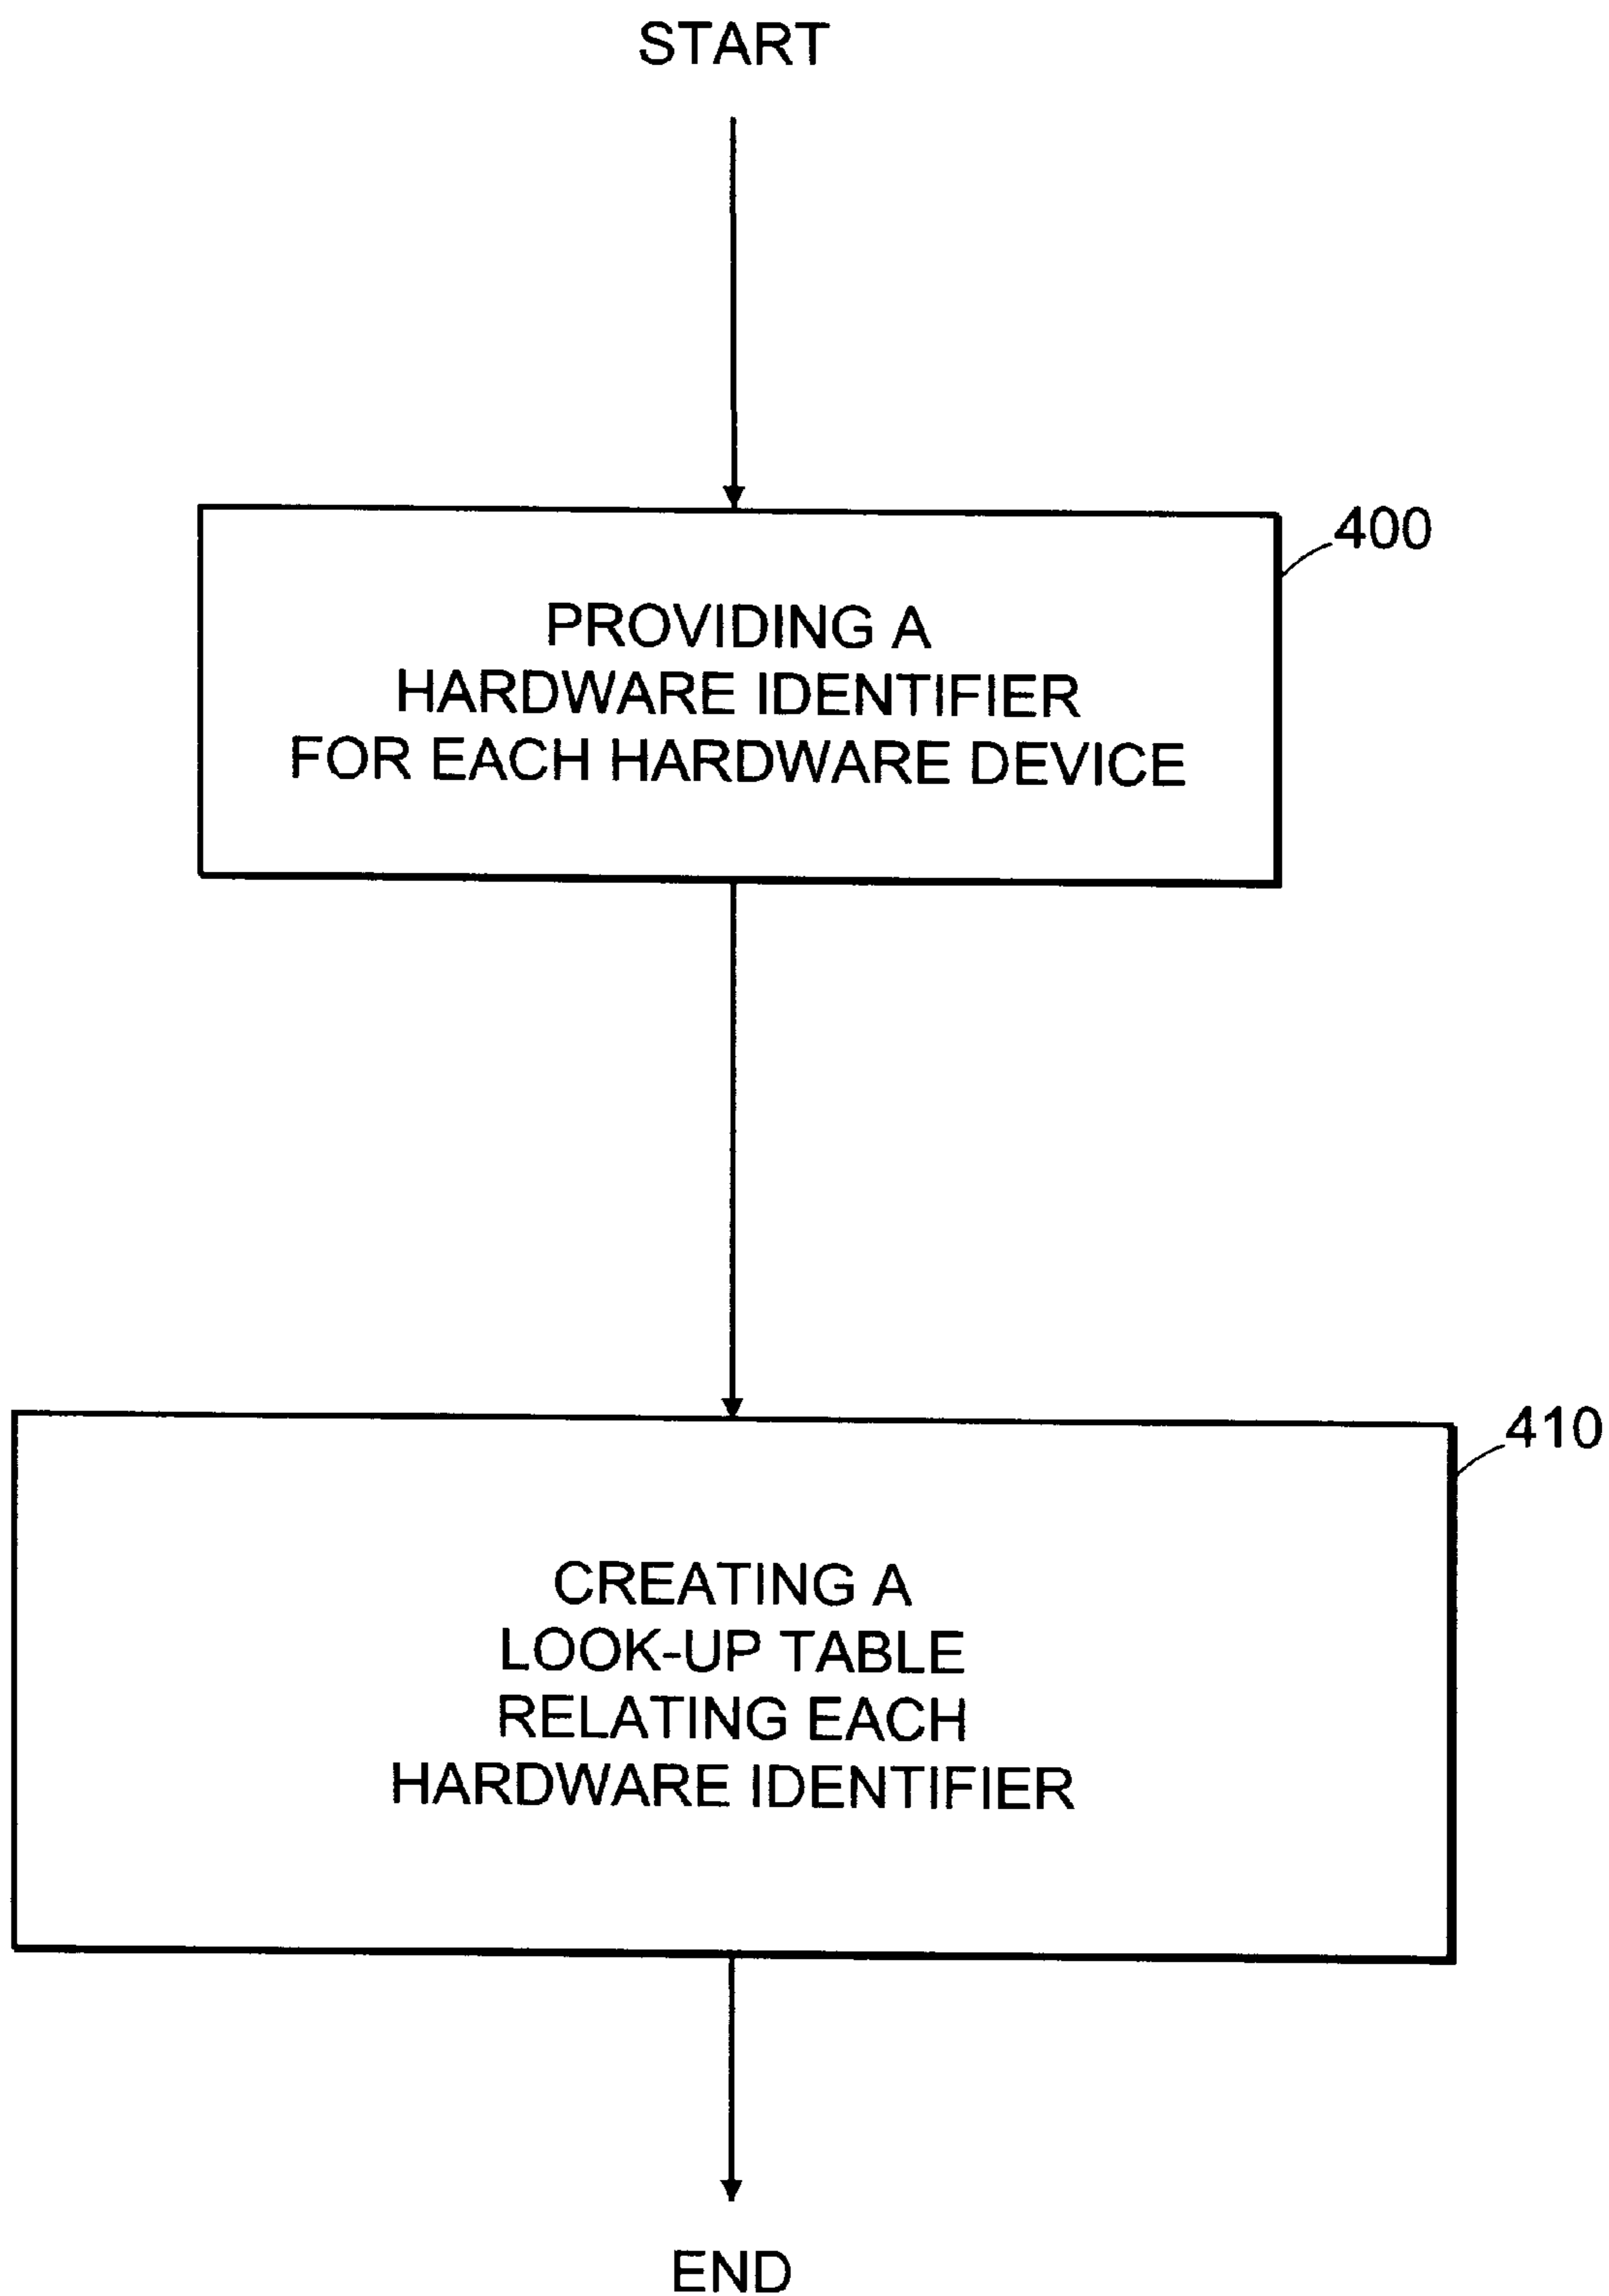 START
400
PROVIDING A
HARDWARE IDENTIFIER
FOR EACH HARDWARE DEVICE
410
CREATING A
LOOK-UP TABLE
RELATING EACH
HARDWARE IDENTIFIER
END